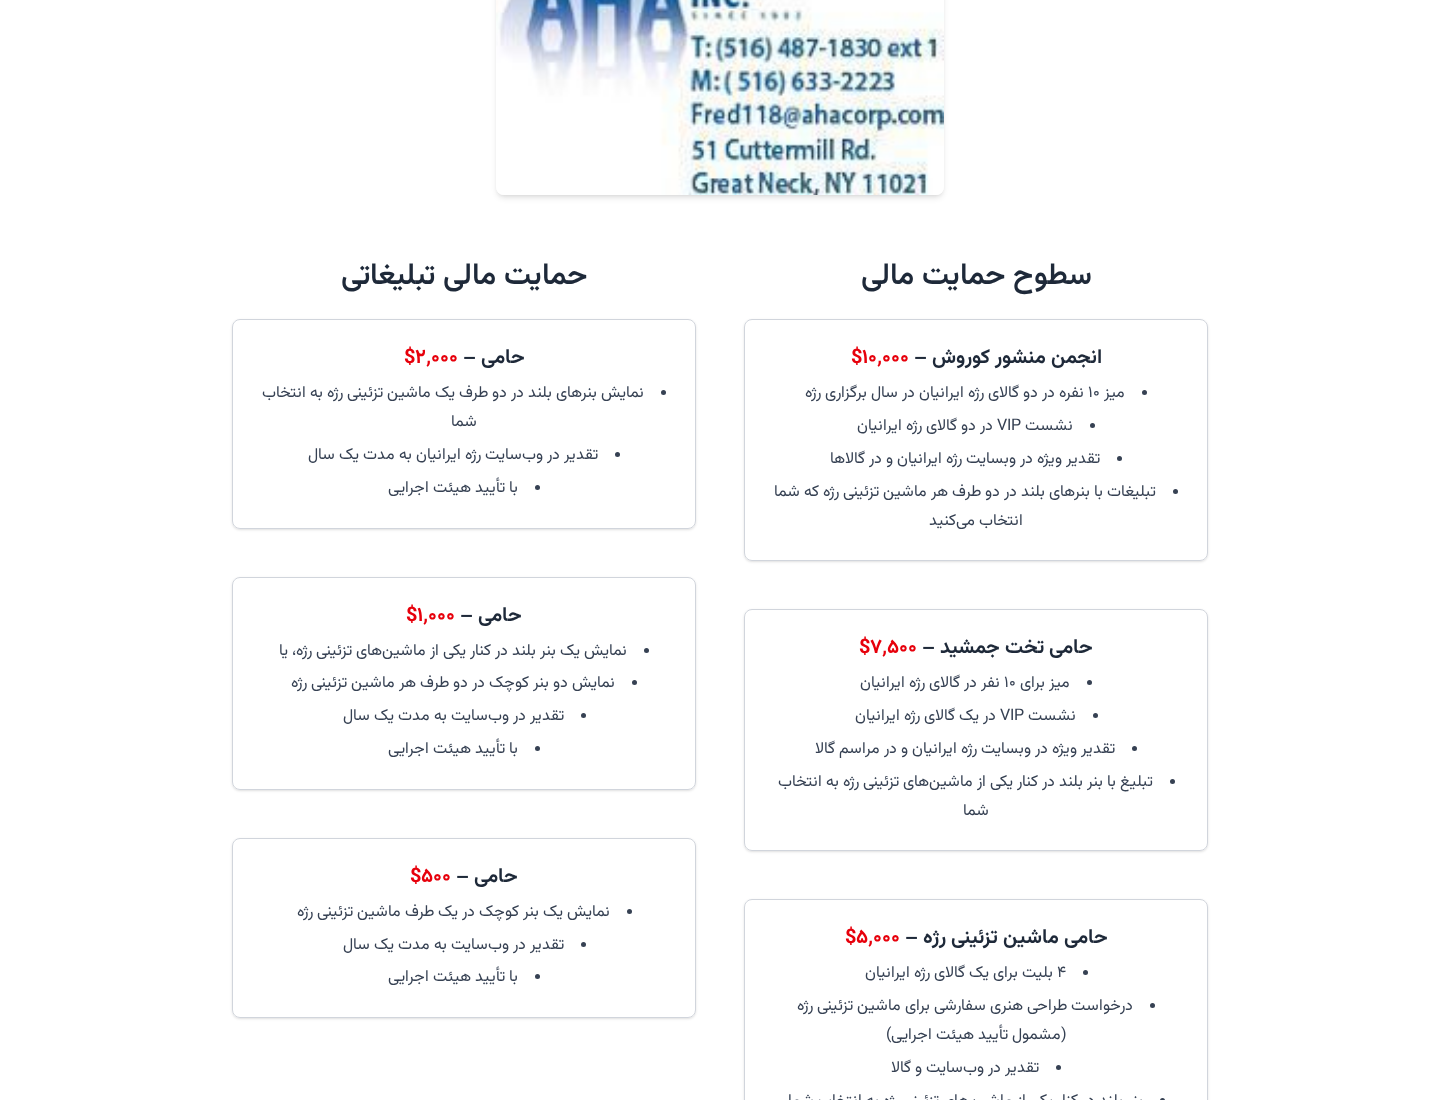 AHA INC.
SINCE 1982
T: (516) 487-1830 ext 1
M: ( 516) 633-2223
Fred118@ahacorp.com
51 Cuttermill Rd.
Great Neck, NY 11021
سطوح حمایت مالی
انجمن منشور کوروش – $۱۰,۰۰۰
• میز ۱۰ نفره در دو گالای رژه ایرانیان در سال برگزاری رژه
• نشست VIP در دو گالای رژه ایرانیان
• تقدیر ویژه در وبسایت رژه ایرانیان و در گالاها
• تبلیغات با بنرهای بلند در دو طرف هر ماشین تزئینی رژه که شما
انتخاب می‌کنید
حامی تخت جمشید – $۷,۵۰۰
• میز برای ۱۰ نفر در گالای رژه ایرانیان
• نشست VIP در یک گالای رژه ایرانیان
• تقدیر ویژه در وبسایت رژه ایرانیان و در مراسم گالا
• تبلیغ با بنر بلند در کنار یکی از ماشین‌های تزئینی رژه به انتخاب
شما
حامی ماشین تزئینی رژه – $۵,۰۰۰
• ۴ بلیت برای یک گالای رژه ایرانیان
• درخواست طراحی هنری سفارشی برای ماشین تزئینی رژه
(مشمول تأیید هیئت اجرایی)
• تقدیر در وب‌سایت و گالا
حمایت مالی تبلیغاتی
حامی – $۲,۰۰۰
• نمایش بنرهای بلند در دو طرف یک ماشین تزئینی رژه به انتخاب
شما
• تقدیر در وب‌سایت رژه ایرانیان به مدت یک سال
• با تأیید هیئت اجرایی
حامی – $۱,۰۰۰
• نمایش یک بنر بلند در کنار یکی از ماشین‌های تزئینی رژه، یا
• نمایش دو بنر کوچک در دو طرف هر ماشین تزئینی رژه
• تقدیر در وب‌سایت به مدت یک سال
• با تأیید هیئت اجرایی
حامی – $۵۰۰
• نمایش یک بنر کوچک در یک طرف ماشین تزئینی رژه
• تقدیر در وب‌سایت به مدت یک سال
• با تأیید هیئت اجرایی